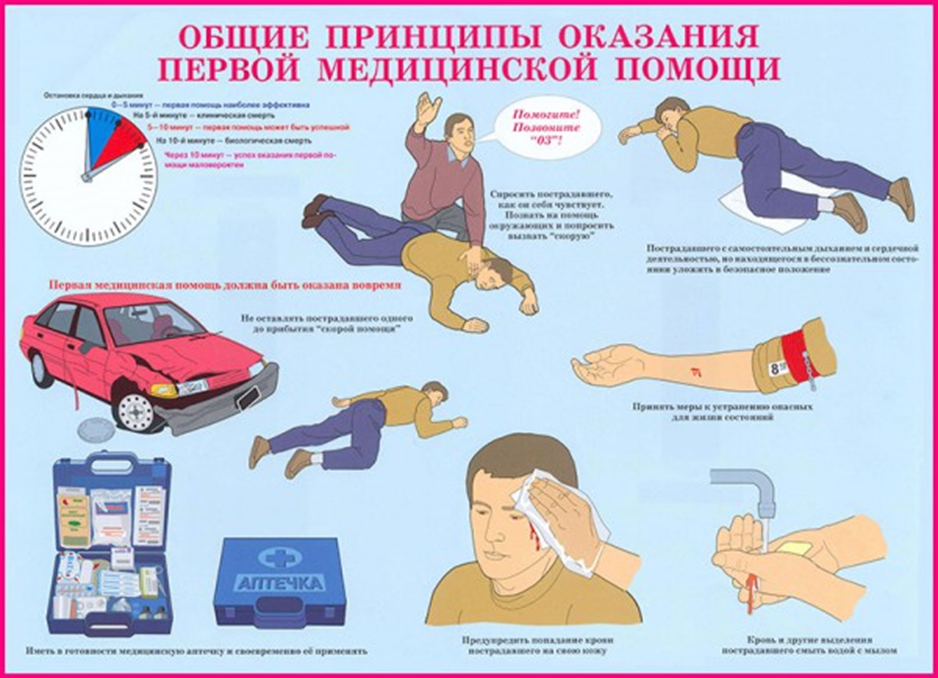 ОБЩИЕ ПРИНЦИПЫ ОКАЗАНИЯ
ПЕРВОЙ МЕДИЦИНСКОЙ ПОМОЩИ
Остановка сердца и дыхания
0—5 минут — первая помощь наиболее эффективна
На 5-й минуте — клиническая смерть
5—10 минут — первая помощь может быть успешной
На 10-й минуте — биологическая смерть
Через 10 минут — успех оказания первой по-
мощи маловероятен
Помогите!
Позвоните
"03"!
Спросить пострадавшего,
как он себя чувствует.
Позвать на помощь
окружающих и попросить
вызвать "скорую"
Пострадавшего с самостоятельным дыханием и сердечной
деятельностью, но находящегося в бессознательном состо-
янии уложить в безопасное положение
Первая медицинская помощь должна быть оказана вовремя
Не оставлять пострадавшего одного
до прибытия "скорой помощи"
8¹⁰
Принять меры к устранению опасных
для жизни состояний
АПТЕЧКА
Иметь в готовности медицинскую аптечку и своевременно её применять
Предупредить попадание крови
пострадавшего на свою кожу
Кровь и другие выделения
пострадавшего смыть водой с мылом